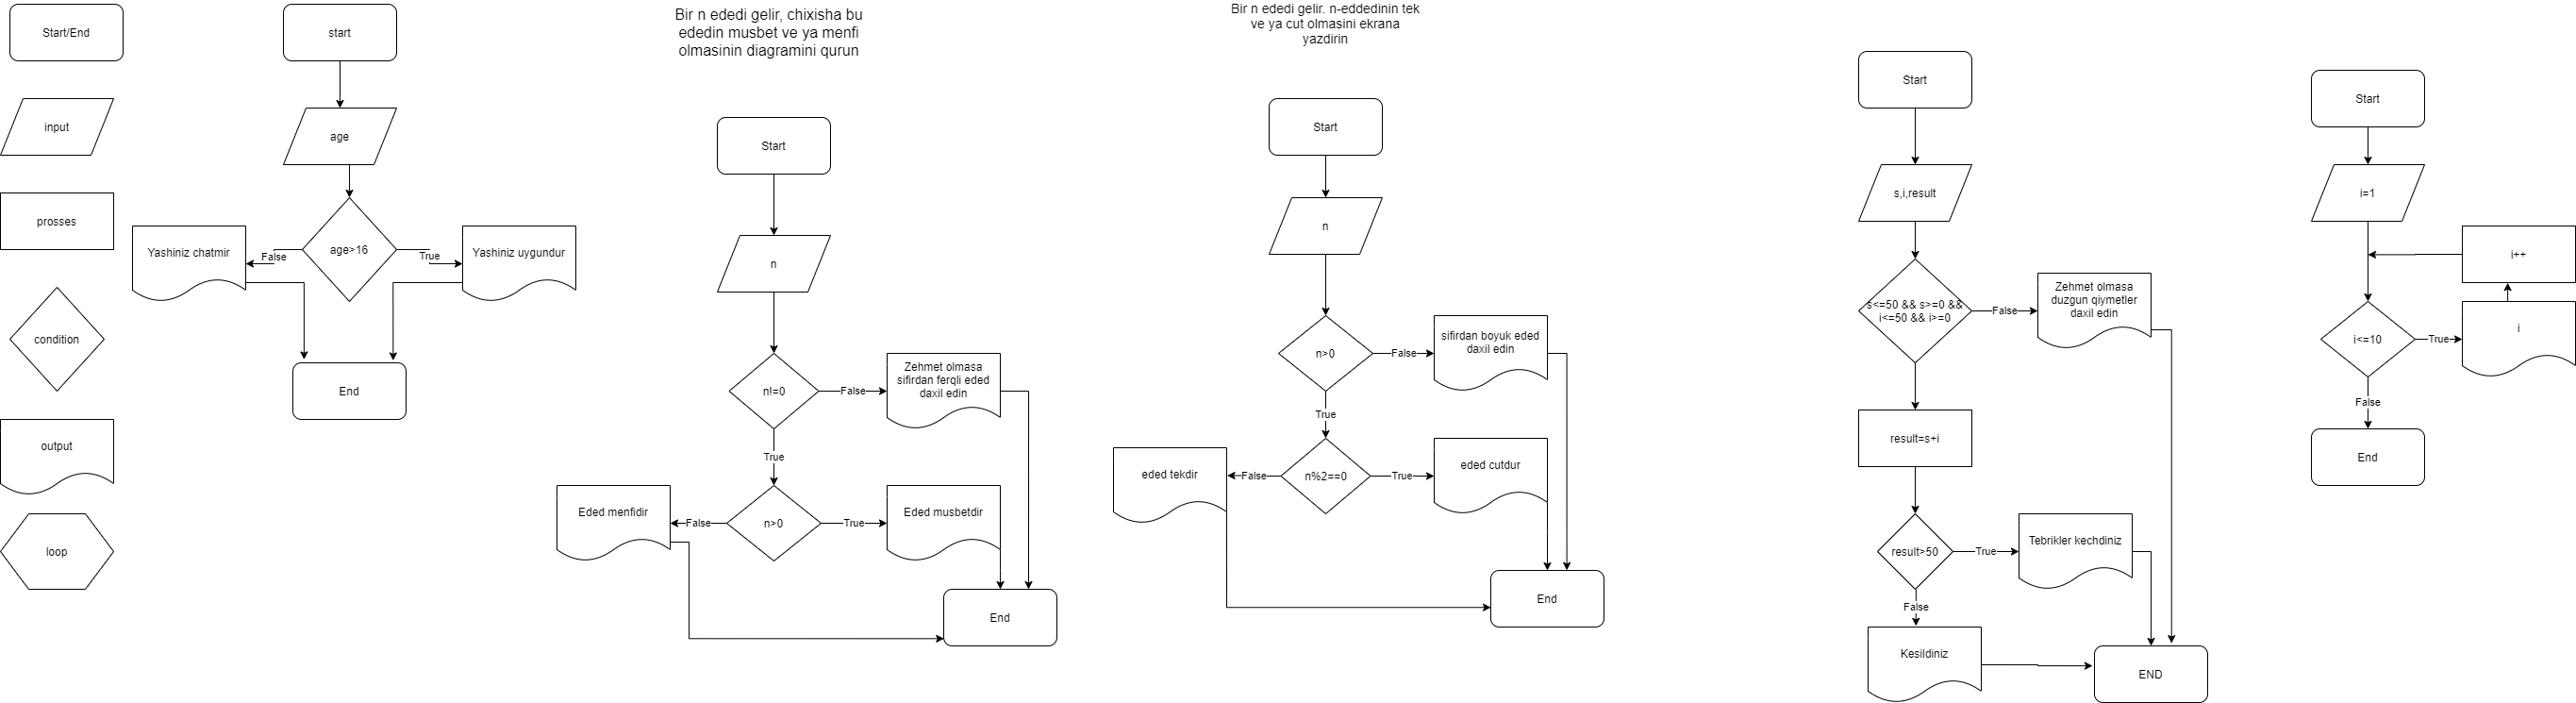 Start/End
input
prosses
condition
output
loop
start
age
age>16
False
True
Yashiniz chatmir
Yashiniz uygundur
End
Bir n ededi gelir, chixisha bu
ededin musbet ve ya menfi
olmasinin diagramini qurun
Start
n
n!=0
False
Zehmet olmasa
sifirdan ferqli eded
daxil edin
True
Eded menfidir
False
n>0
True
Eded musbetdir
End
Bir n ededi gelir. n-eddedinin tek
ve ya cut olmasini ekrana
yazdirin
Start
n
n>0
False
sifirdan boyuk eded
daxil edin
True
eded tekdir
False
n%2==0
True
eded cutdur
End
Start
s,i,result
s<=50 && s>=0 &&
i<=50 && i>=0
False
Zehmet olmasa
duzgun qiymetler
daxil edin
result=s+i
result>50
True
Tebrikler kechdiniz
False
Kesildiniz
END
Start
i=1
i++
i<=10
True
i
False
End